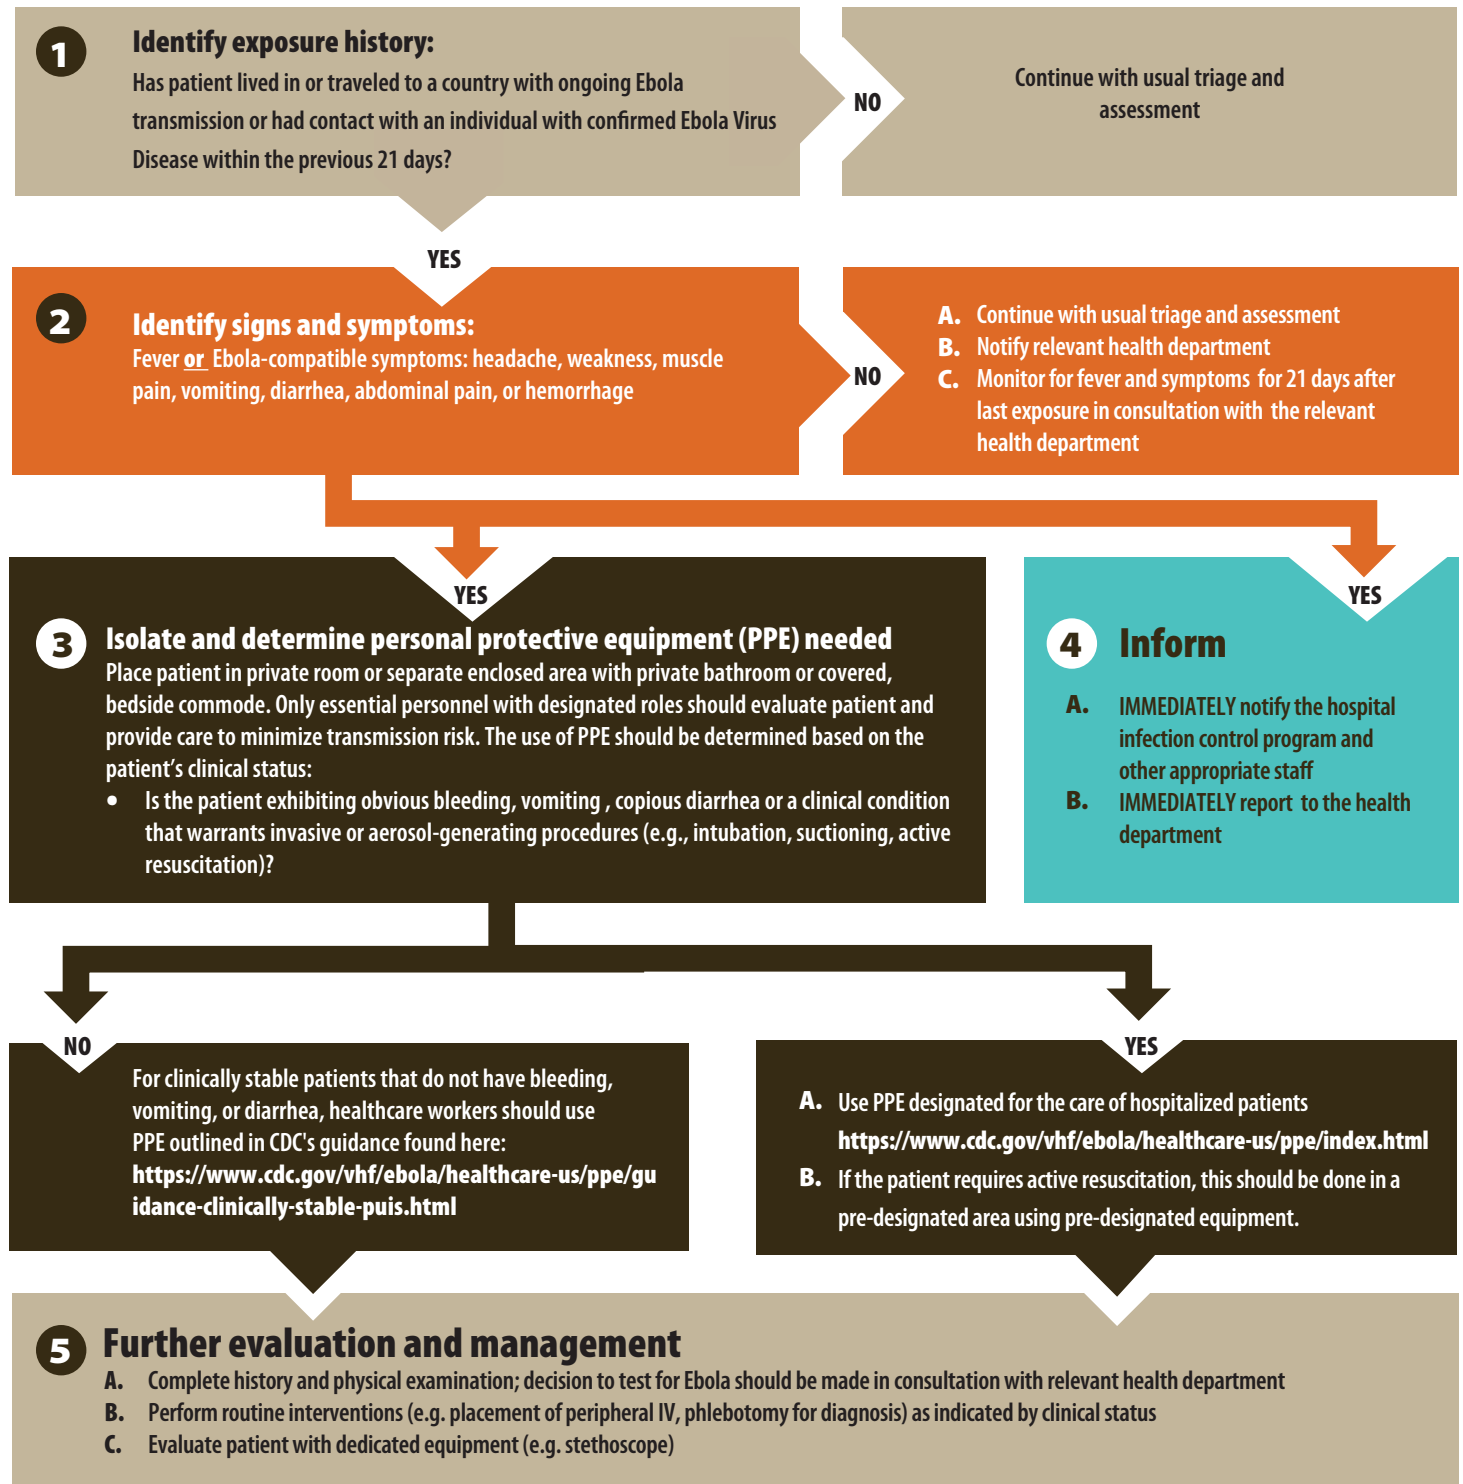 1
Identify exposure history:
Has patient lived in or traveled to a country with ongoing Ebola
transmission or had contact with an individual with confirmed Ebola Virus
Disease within the previous 21 days?
NO
Continue with usual triage and
assessment
YES
2
Identify signs and symptoms:
Fever or Ebola-compatible symptoms: headache, weakness, muscle
pain, vomiting, diarrhea, abdominal pain, or hemorrhage
NO
A. Continue with usual triage and assessment
B. Notify relevant health department
C. Monitor for fever and symptoms for 21 days after
last exposure in consultation with the relevant
health department
YES
3
Isolate and determine personal protective equipment (PPE) needed
Place patient in private room or separate enclosed area with private bathroom or covered,
bedside commode. Only essential personnel with designated roles should evaluate patient and
provide care to minimize transmission risk. The use of PPE should be determined based on the
patient’s clinical status:
• Is the patient exhibiting obvious bleeding, vomiting , copious diarrhea or a clinical condition
that warrants invasive or aerosol-generating procedures (e.g., intubation, suctioning, active
resuscitation)?
YES
4
Inform
A. IMMEDIATELY notify the hospital
infection control program and
other appropriate staff
B. IMMEDIATELY report to the health
department
NO
For clinically stable patients that do not have bleeding,
vomiting, or diarrhea, healthcare workers should use
PPE outlined in CDC's guidance found here:
https://www.cdc.gov/vhf/ebola/healthcare-us/ppe/gu
idance-clinically-stable-puis.html
YES
A. Use PPE designated for the care of hospitalized patients
https://www.cdc.gov/vhf/ebola/healthcare-us/ppe/index.html
B. If the patient requires active resuscitation, this should be done in a
pre-designated area using pre-designated equipment.
5
Further evaluation and management
A. Complete history and physical examination; decision to test for Ebola should be made in consultation with relevant health department
B. Perform routine interventions (e.g. placement of peripheral IV, phlebotomy for diagnosis) as indicated by clinical status
C. Evaluate patient with dedicated equipment (e.g. stethoscope)